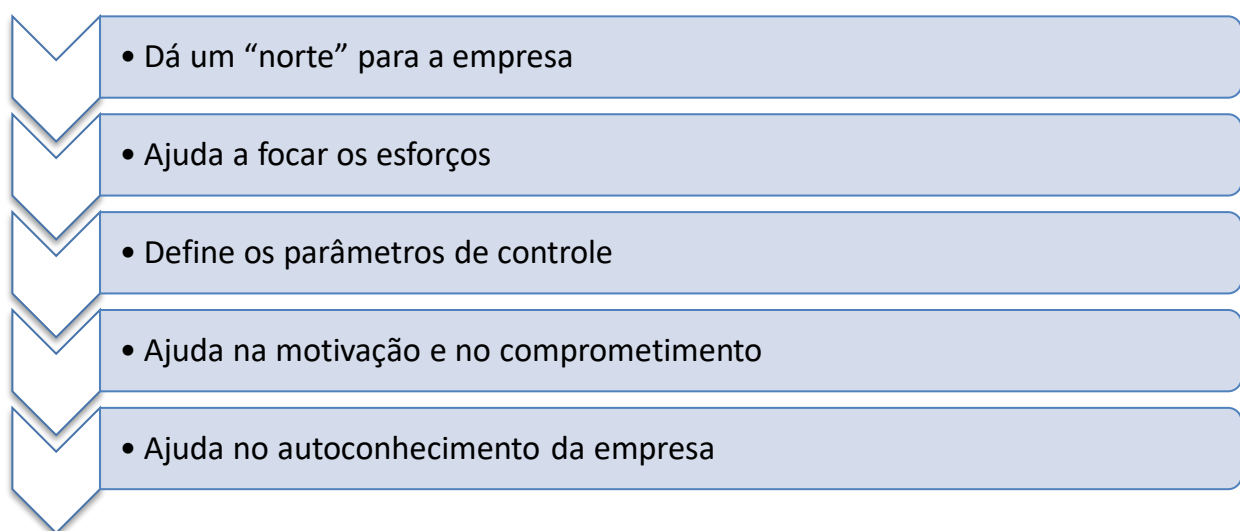 • Dá um “norte” para a empresa
• Ajuda a focar os esforços
• Define os parâmetros de controle
• Ajuda na motivação e no comprometimento
• Ajuda no autoconhecimento da empresa